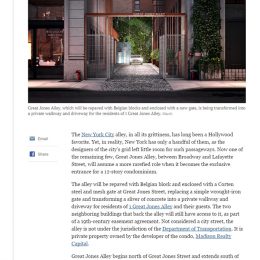 Great Jones Alley, which will be repaved with Belgian blocks and enclosed with a new gate, is being transformed into
a private walkway and driveway for the residents of 1 Great Jones Alley.
Email
Share
The New York City alley, in all its grittiness, has long been a Hollywood
favorite. Yet, in reality, New York has only a handful of them, as the
designers of the city's grid left little room for such passageways. Now one of
the remaining few, Great Jones Alley, between Broadway and Lafayette
Street, will assume a more rarefied role when it becomes the exclusive
entrance for a 12-story condominium.
The alley will be repaved with Belgian block and enclosed with a Corten
steel and mesh gate at Great Jones Street, replacing a simple wrought-iron
gate and transforming a sliver of concrete into a private walkway and
driveway for residents of 1 Great Jones Alley and their guests. The two
neighboring buildings that back the alley will still have access to it, as part
of a 19th-century easement agreement. Not considered a city street, the
alley is not under the jurisdiction of the Department of Transportation. It is
private property owned by the developer of the condo, Madison Realty
Capital.
Great Jones Alley begins north of Great Jones Street and extends south of